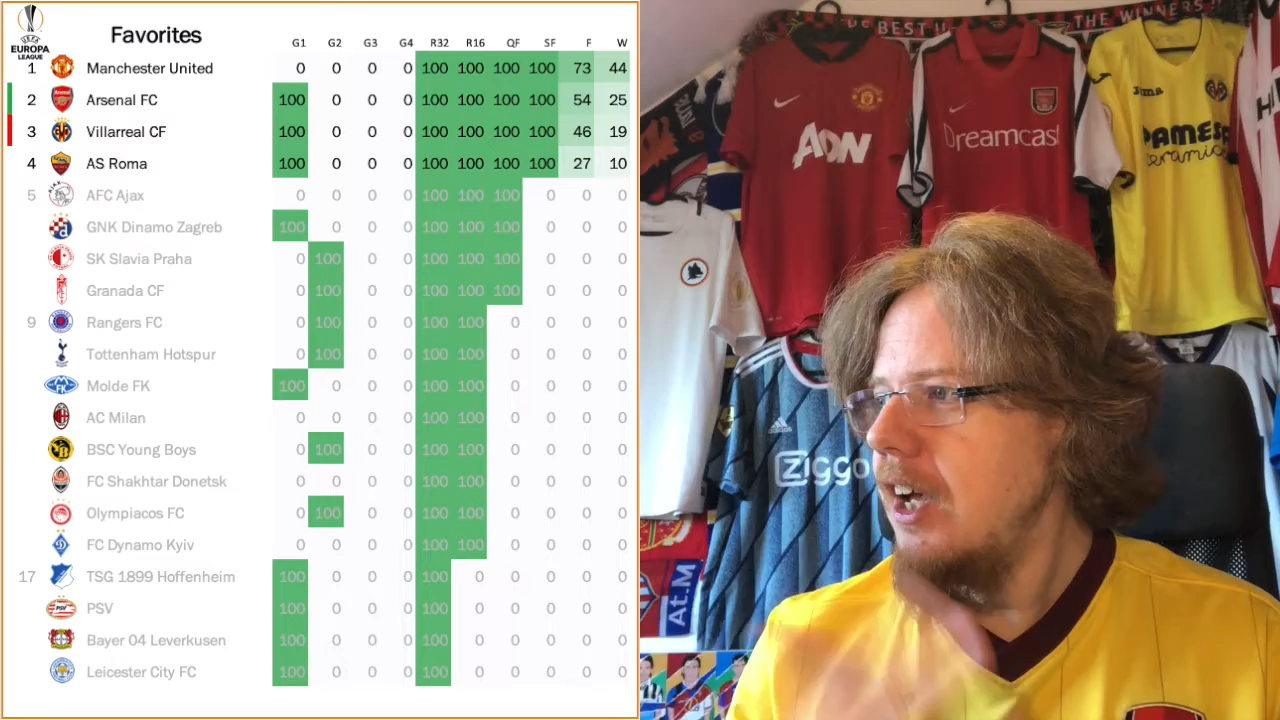 UEFA
EUROPA
LEAGUE
Favorites
G1 G2 G3 G4 R32 R16 QF SF F W
1 Manchester United 0 0 0 0 100 100 100 100 73 44
2 Arsenal FC 100 0 0 0 100 100 100 100 54 25
3 Villarreal CF 100 0 0 0 100 100 100 100 46 19
4 AS Roma 100 0 0 0 100 100 100 100 27 10
5 AFC Ajax 0 0 0 0 100 100 100 0 0 0
GNK Dinamo Zagreb 100 0 0 0 100 100 100 0 0 0
SK Slavia Praha 0 100 0 0 100 100 100 0 0 0
Granada CF 0 100 0 0 100 100 100 0 0 0
9 Rangers FC 0 100 0 0 100 100 0 0 0 0
Tottenham Hotspur 0 100 0 0 100 100 0 0 0 0
Molde FK 100 0 0 0 100 100 0 0 0 0
AC Milan 0 0 0 0 100 100 0 0 0 0
BSC Young Boys 0 100 0 0 100 100 0 0 0 0
FC Shakhtar Donetsk 0 0 0 0 100 100 0 0 0 0
Olympiacos FC 0 100 0 0 100 100 0 0 0 0
FC Dynamo Kyiv 0 0 0 0 100 100 0 0 0 0
17 TSG 1899 Hoffenheim 100 0 0 0 100 0 0 0 0 0
PSV 100 0 0 0 100 0 0 0 0 0
Bayer 04 Leverkusen 100 0 0 0 100 0 0 0 0 0
Leicester City FC 100 0 0 0 100 0 0 0 0 0
THE BEST !!
THE WINNERS !!
AON
Dreamcast
PAMESA
cerámica
adidas
ziggo
At.M